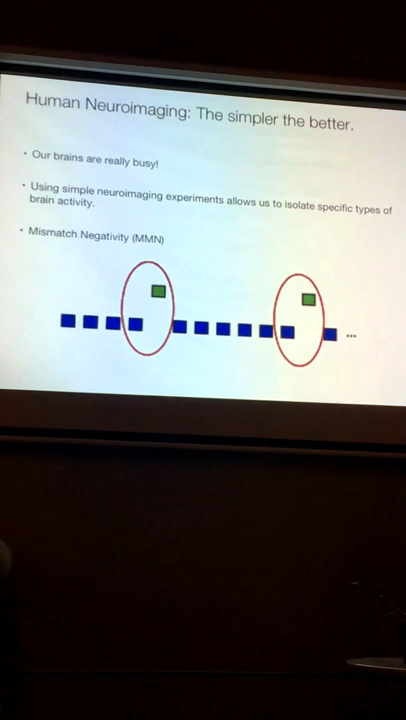 Human Neuroimaging: The simpler the better.
• Our brains are really busy!
• Using simple neuroimaging experiments allows us to isolate specific types of
brain activity.
• Mismatch Negativity (MMN)
...